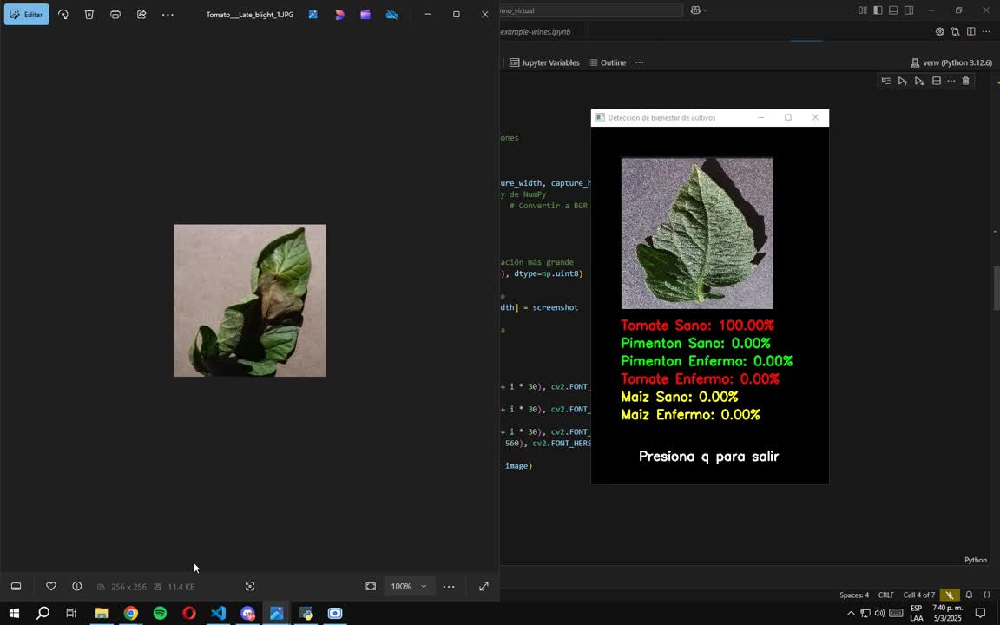 Editar
Tomato___Late_blight_1.JPG
256 x 256
11.4 KB
100%
emo_virtual
example-wines.ipynb
Jupyter Variables
Outline
venv (Python 3.12.6)
ones
ure_width, capture_h
y de NumPy
# Convertir a BGR
ación más grande
), dtype=np.uint8)
e
dth] = screenshot
a
+ i * 30), cv2.FONT_
+ i * 30), cv2.FONT_
+ i * 30), cv2.FONT_
560), cv2.FONT_HERS
_image)
Deteccion de bienestar de cultivos
Tomate Sano: 100.00%
Pimenton Sano: 0.00%
Pimenton Enfermo: 0.00%
Tomate Enfermo: 0.00%
Maiz Sano: 0.00%
Maiz Enfermo: 0.00%
Presiona q para salir
Python
Spaces: 4
CRLF
Cell 4 of 7
ESP
LAA
7:40 p. m.
5/3/2025